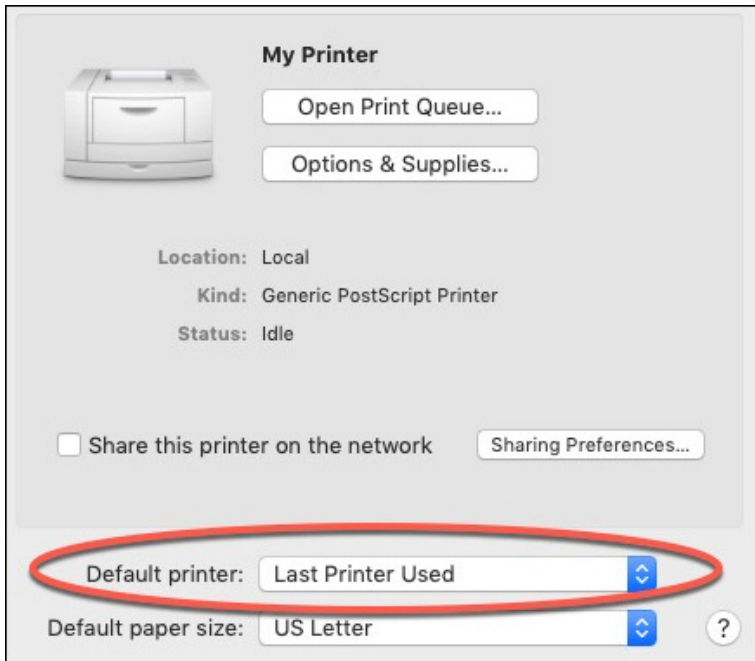 My Printer
Open Print Queue...
Options & Supplies...
Location: Local
Kind: Generic PostScript Printer
Status: Idle
Share this printer on the network Sharing Preferences...
Default printer: Last Printer Used
Default paper size: US Letter ?